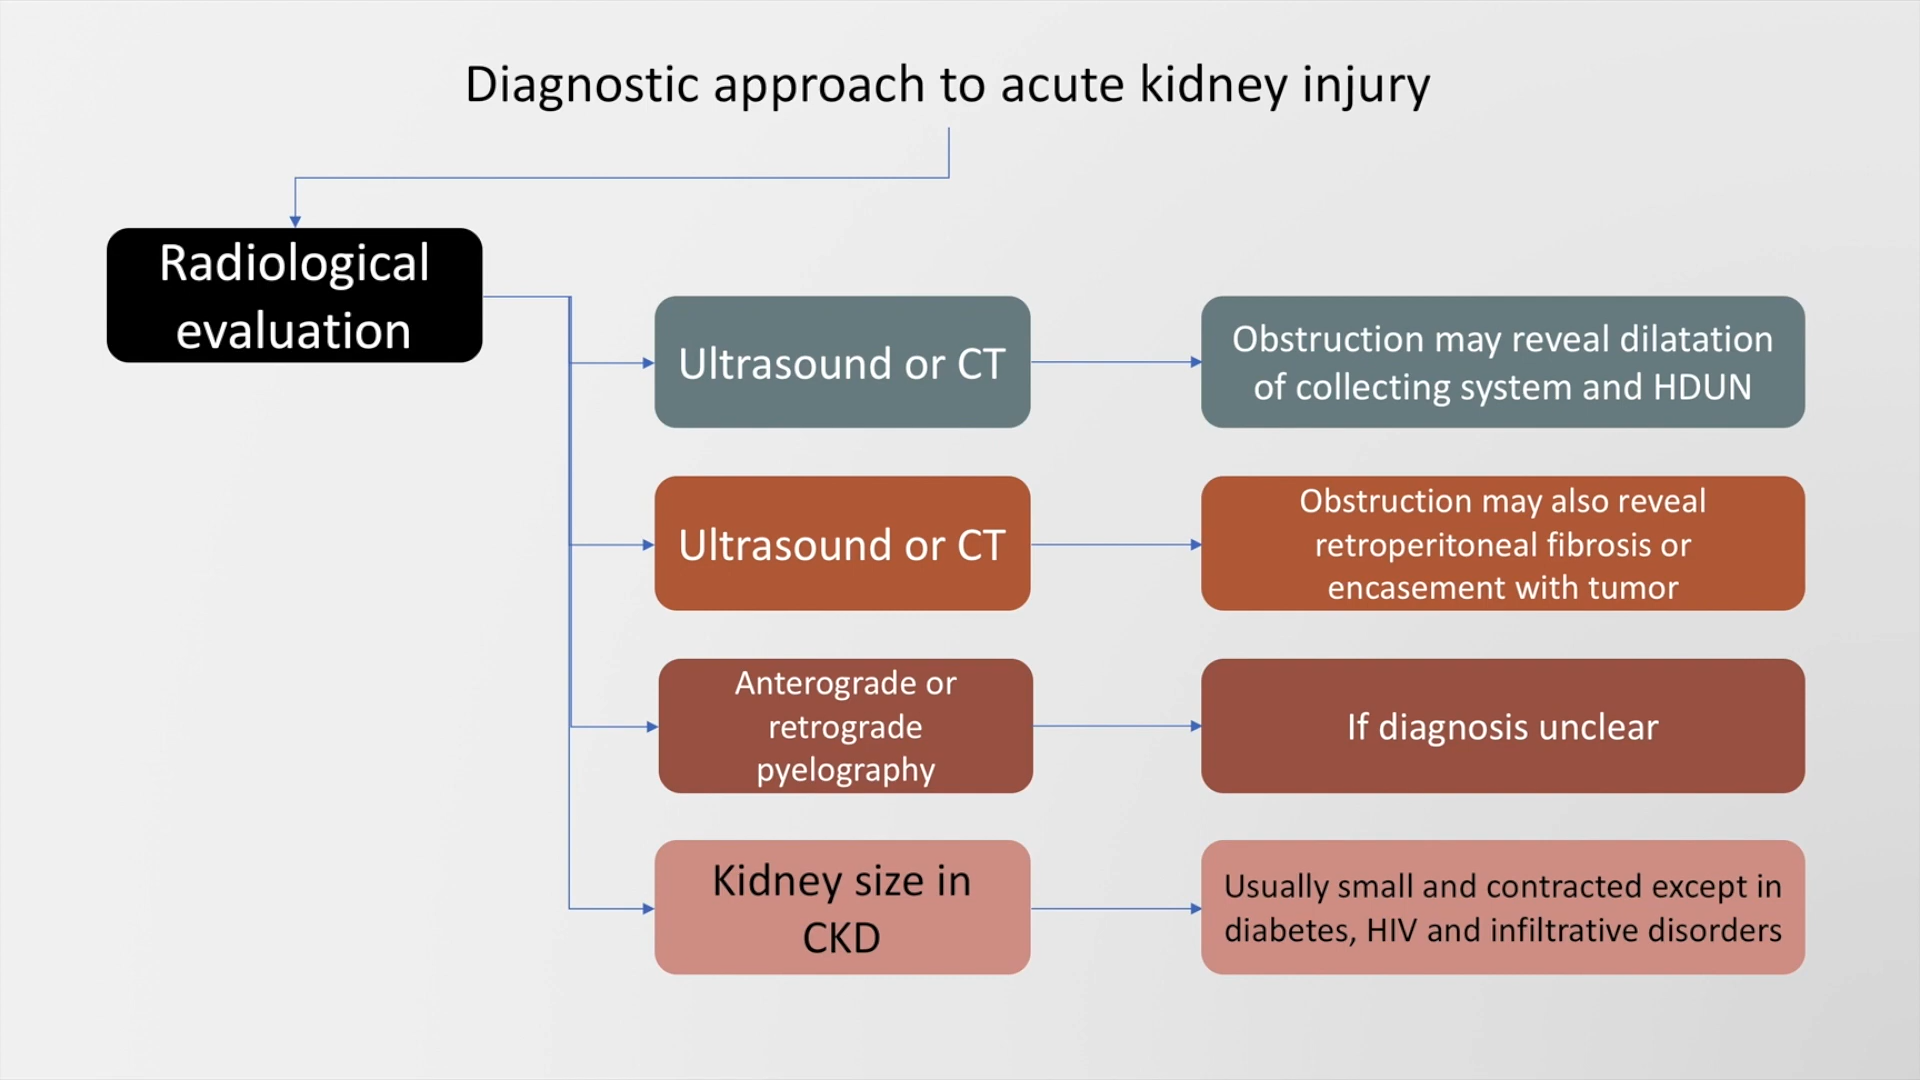 Diagnostic approach to acute kidney injury
Radiological
evaluation
Ultrasound or CT
Obstruction may reveal dilatation
of collecting system and HDUN
Ultrasound or CT
Obstruction may also reveal
retroperitoneal fibrosis or
encasement with tumor
Anterograde or
retrograde
pyelography
If diagnosis unclear
Kidney size in
CKD
Usually small and contracted except in
diabetes, HIV and infiltrative disorders